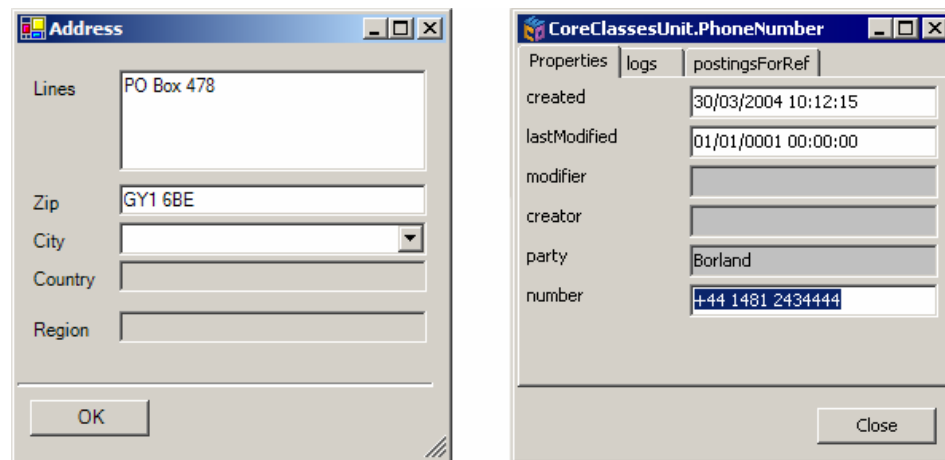 Address
Lines
PO Box 478
Zip
GY1 6BE
City
Country
Region
OK
CoreClassesUnit.PhoneNumber
Properties
logs
postingsForRef
created
30/03/2004 10:12:15
lastModified
01/01/0001 00:00:00
modifier
creator
party
Borland
number
+44 1481 2434444
Close